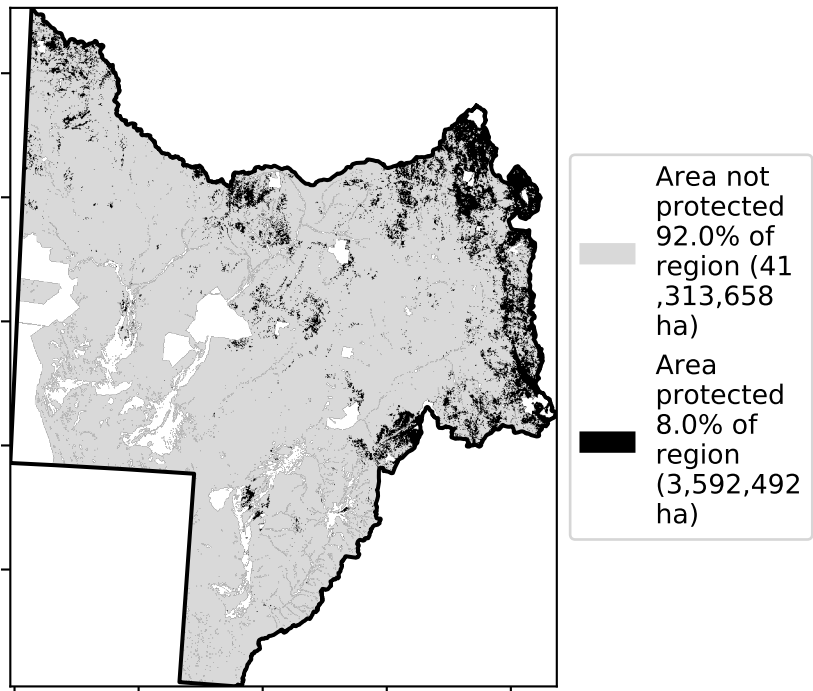 Area not
protected
92.0% of
region (41
,313,658
ha)
Area
protected
8.0% of
region
(3,592,492
ha)